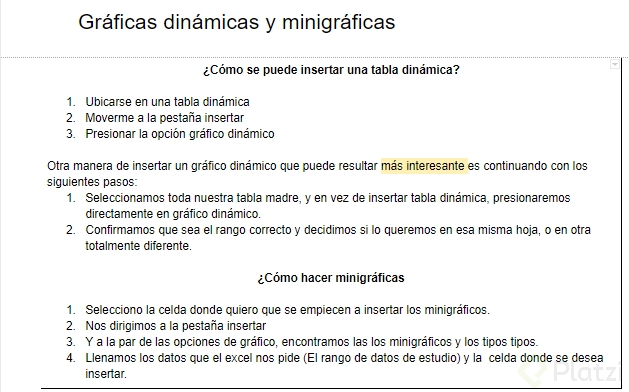 Gráficas dinámicas y minigráficas
¿Cómo se puede insertar una tabla dinámica?
1. Ubicarse en una tabla dinámica
2. Moverme a la pestaña insertar
3. Presionar la opción gráfico dinámico
Otra manera de insertar un gráfico dinámico que puede resultar más interesante es continuando con los
siguientes pasos:
1. Seleccionamos toda nuestra tabla madre, y en vez de insertar tabla dinámica, presionaremos
directamente en gráfico dinámico.
2. Confirmamos que sea el rango correcto y decidimos si lo queremos en esa misma hoja, o en otra
totalmente diferente.
¿Cómo hacer minigráficas
1. Selecciono la celda donde quiero que se empiecen a insertar los minigráficos.
2. Nos dirigimos a la pestaña insertar
3. Y a la par de las opciones de gráfico, encontramos las los minigráficos y los tipos tipos.
4. Llenamos los datos que el excel nos pide (El rango de datos de estudio) y la  celda donde se desea
insertar.
Platzi